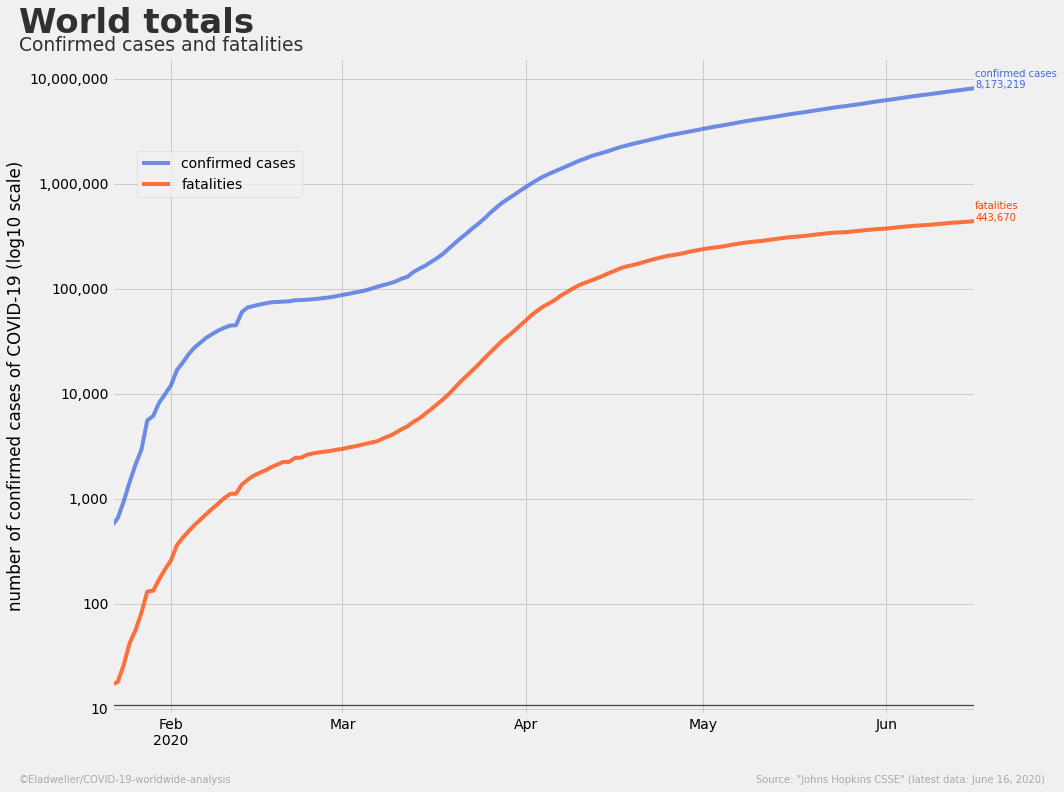 World totals
Confirmed cases and fatalities
number of confirmed cases of COVID-19 (log10 scale)
10,000,000
1,000,000
100,000
10,000
1,000
100
10
confirmed cases
fatalities
confirmed cases
8,173,219
fatalities
443,670
Feb
2020
Mar
Apr
May
Jun
©Eladweller/COVID-19-worldwide-analysis
Source: "Johns Hopkins CSSE" (latest data: June 16, 2020)